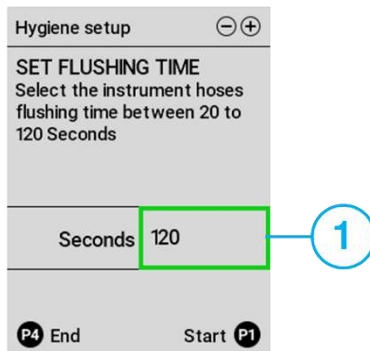 Hygiene setup
SET FLUSHING TIME
Select the instrument hoses
flushing time between 20 to
120 Seconds
Seconds 120
1
P4 End Start P1